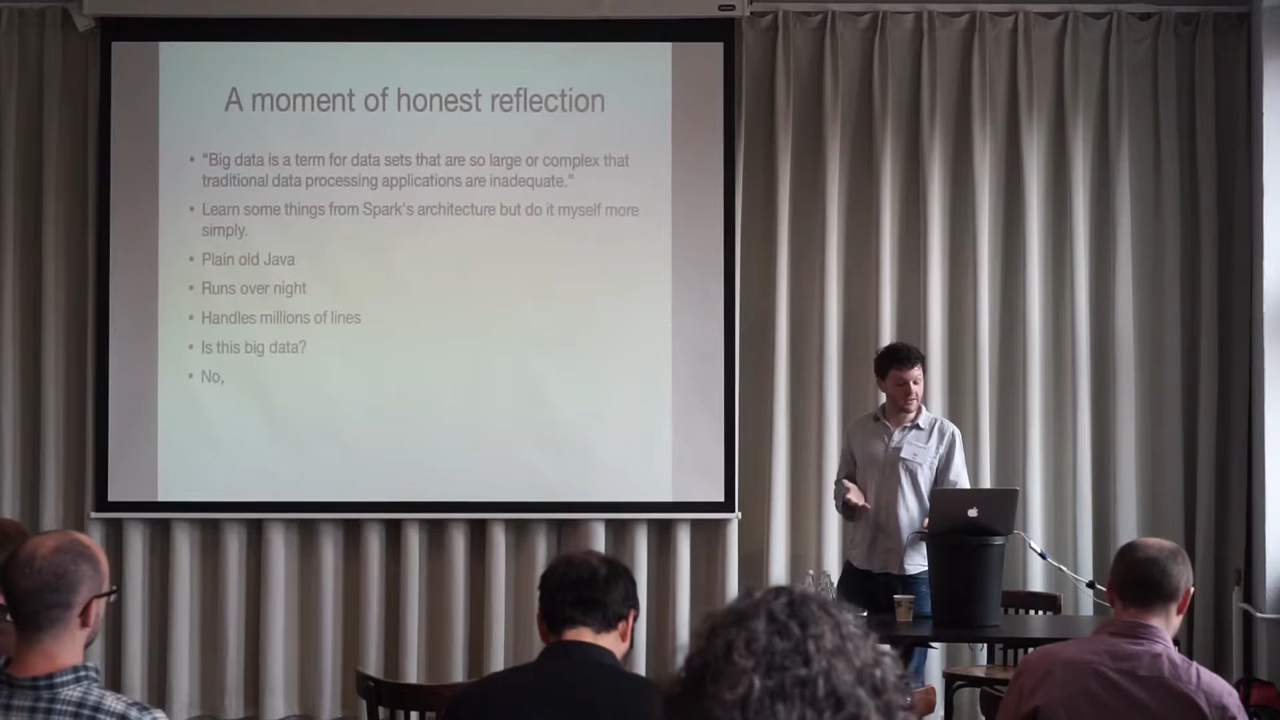 A moment of honest reflection
• "Big data is a term for data sets that are so large or complex that
traditional data processing applications are inadequate."
• Learn some things from Spark's architecture but do it myself more
simply.
• Plain old Java
• Runs over night
• Handles millions of lines
• Is this big data?
• No,